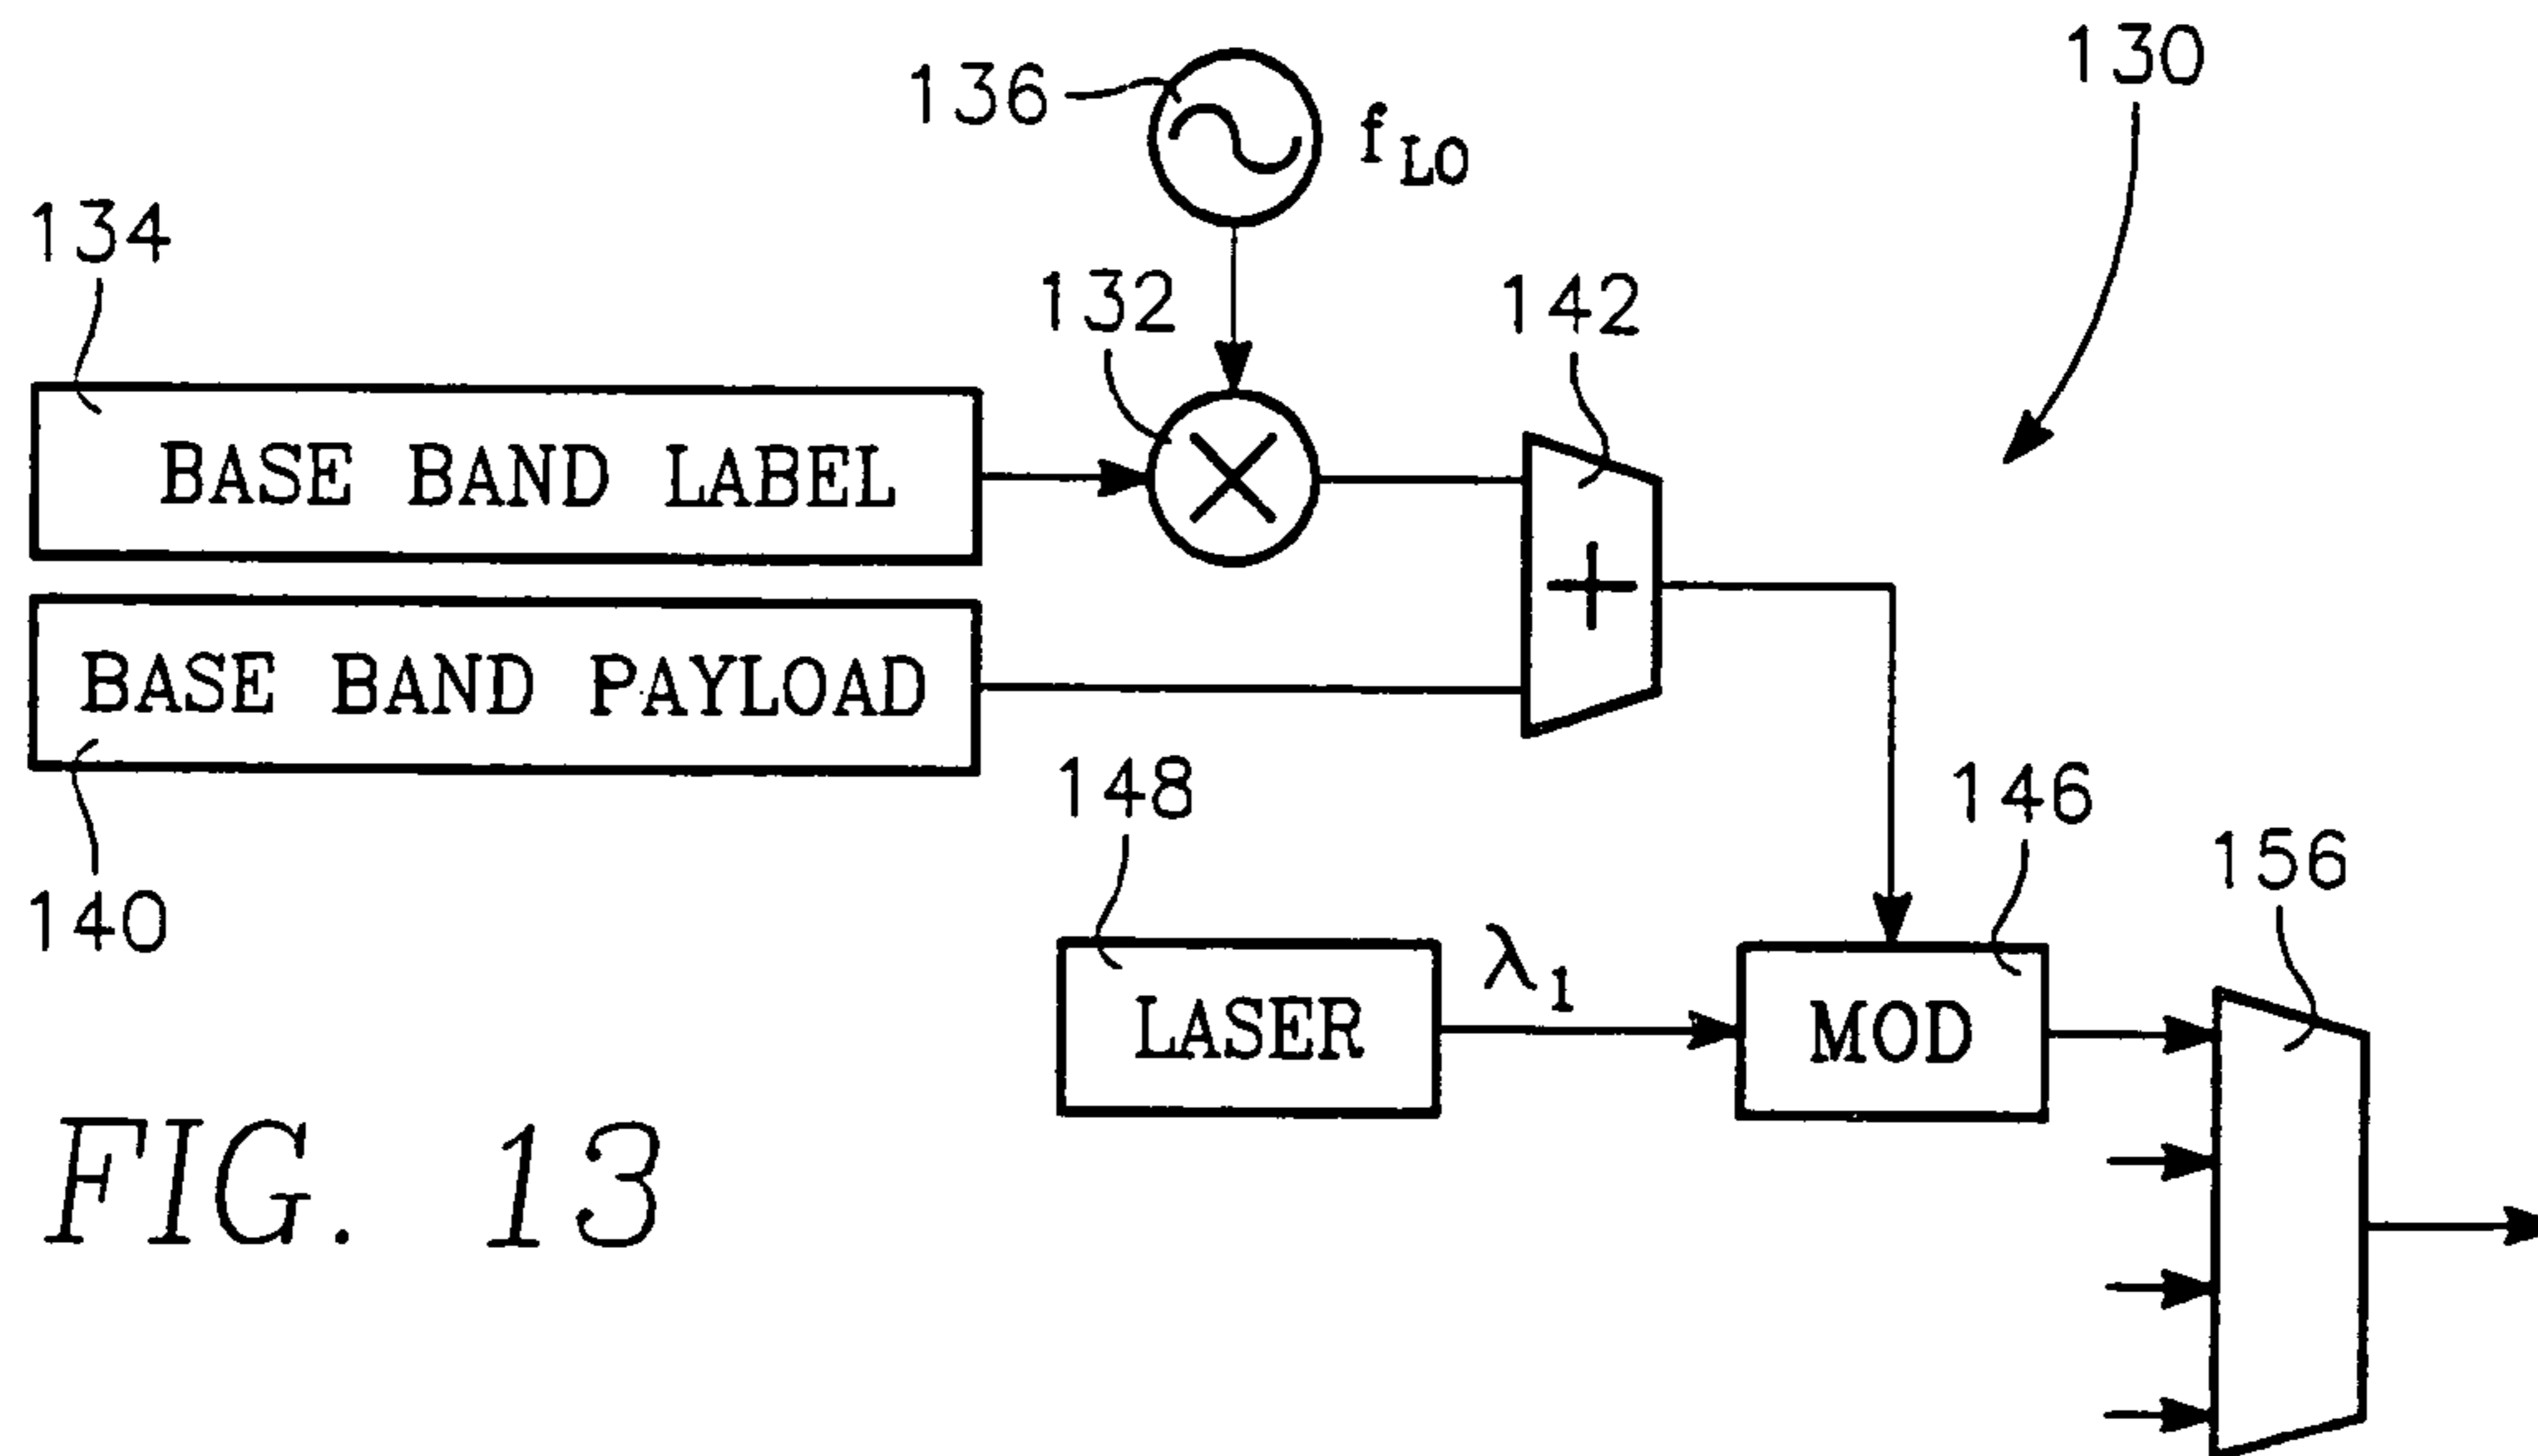 136
f LO
130
134
132
142
BASE BAND LABEL
+
BASE BAND PAYLOAD
148
146
140
λ1
156
LASER
MOD
FIG. 13